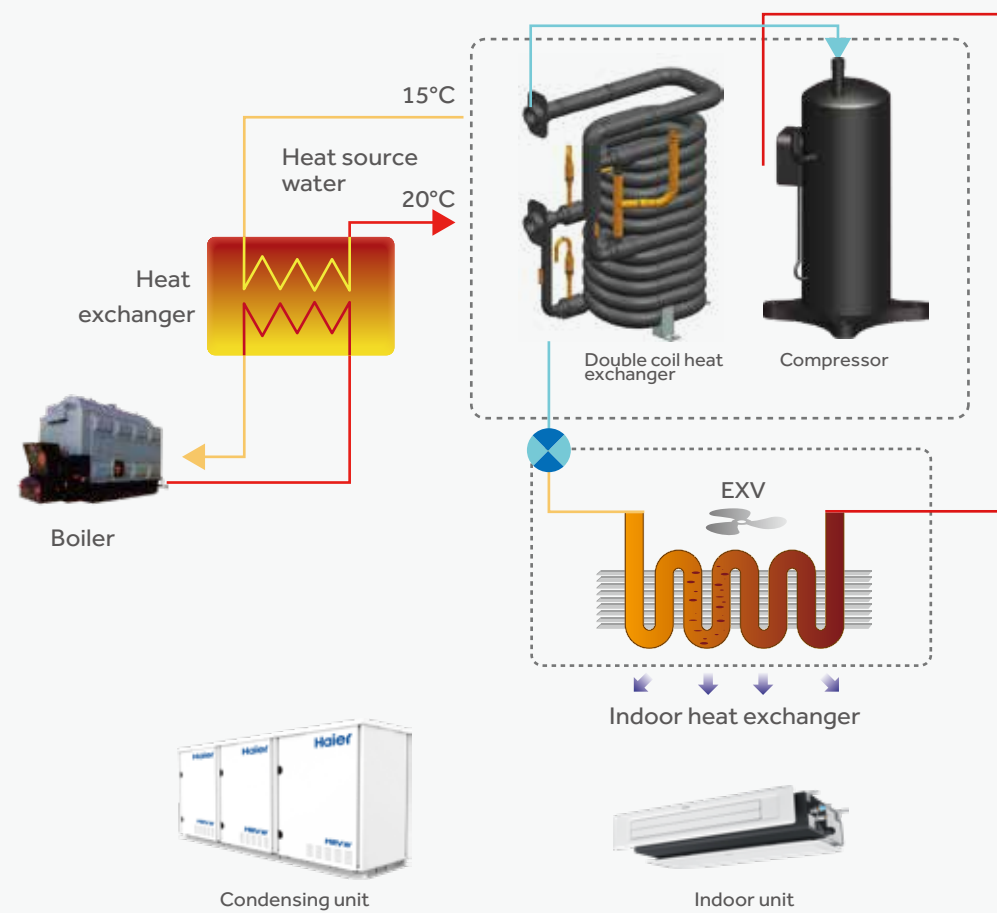 15°C
Heat source
water
20°C
Heat
exchanger
Double coil heat
exchanger
Compressor
Boiler
EXV
Indoor heat exchanger
Haier
Haier
Haier
Condensing unit
Indoor unit